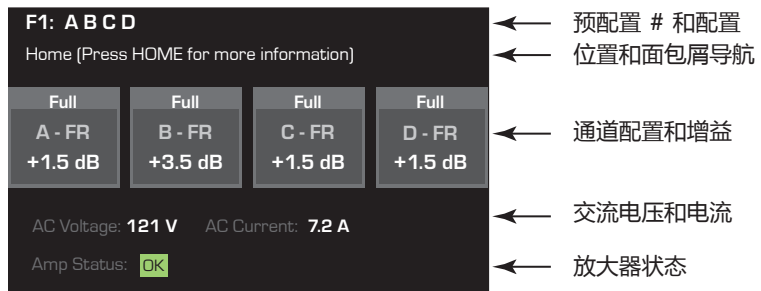 F1: A B C D
预配置 # 和配置
Home (Press HOME for more information)
位置和面包屑导航
Full Full Full Full
A - FR B - FR C - FR D - FR
通道配置和增益
+1.5 dB +3.5 dB +1.5 dB +1.5 dB
AC Voltage: 121 V AC Current: 7.2 A
交流电压和电流
Amp Status: OK
放大器状态